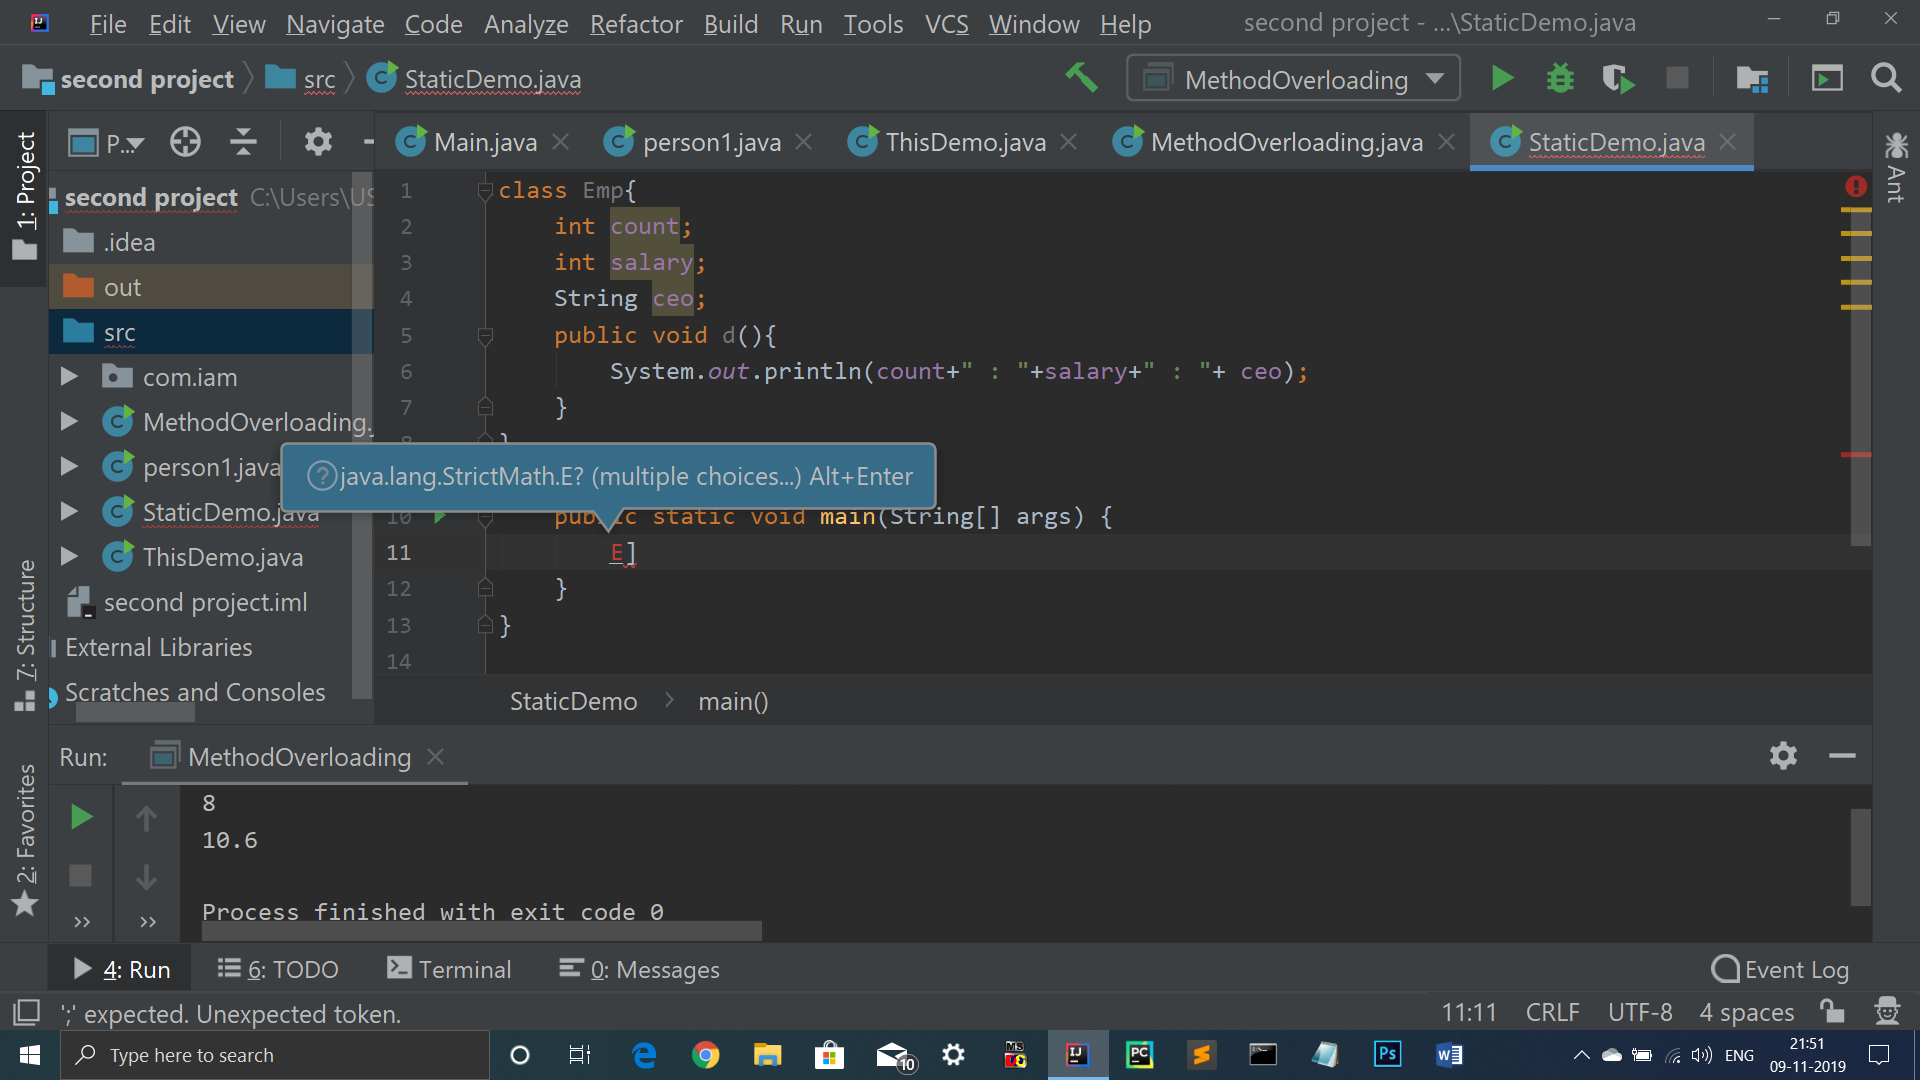 File Edit View Navigate Code Analyze Refactor Build Run Tools VCS Window Help second project - ...\StaticDemo.java
second project src StaticDemo.java MethodOverloading
1: Project
P...
Main.java person1.java ThisDemo.java MethodOverloading.java StaticDemo.java
Ant
second project C:\Users\US
.idea
out
src
com.iam
MethodOverloading.
person1.java
StaticDemo.java
ThisDemo.java
second project.iml
External Libraries
Scratches and Consoles
1 class Emp{
2 int count;
3 int salary;
4 String ceo;
5 public void d(){
6 System.out.println(count+" : "+salary+" : "+ ceo);
7 }
8 }
java.lang.StrictMath.E? (multiple choices...) Alt+Enter
10 public static void main(String[] args) {
11 E]
12 }
13 }
14
StaticDemo main()
7: Structure
2: Favorites
Run: MethodOverloading
8
10.6
Process finished with exit code 0
4: Run 6: TODO Terminal 0: Messages Event Log
';' expected. Unexpected token. 11:11 CRLF UTF-8 4 spaces
Type here to search 10 MS IJ PC Ps W ENG 21:51
09-11-2019